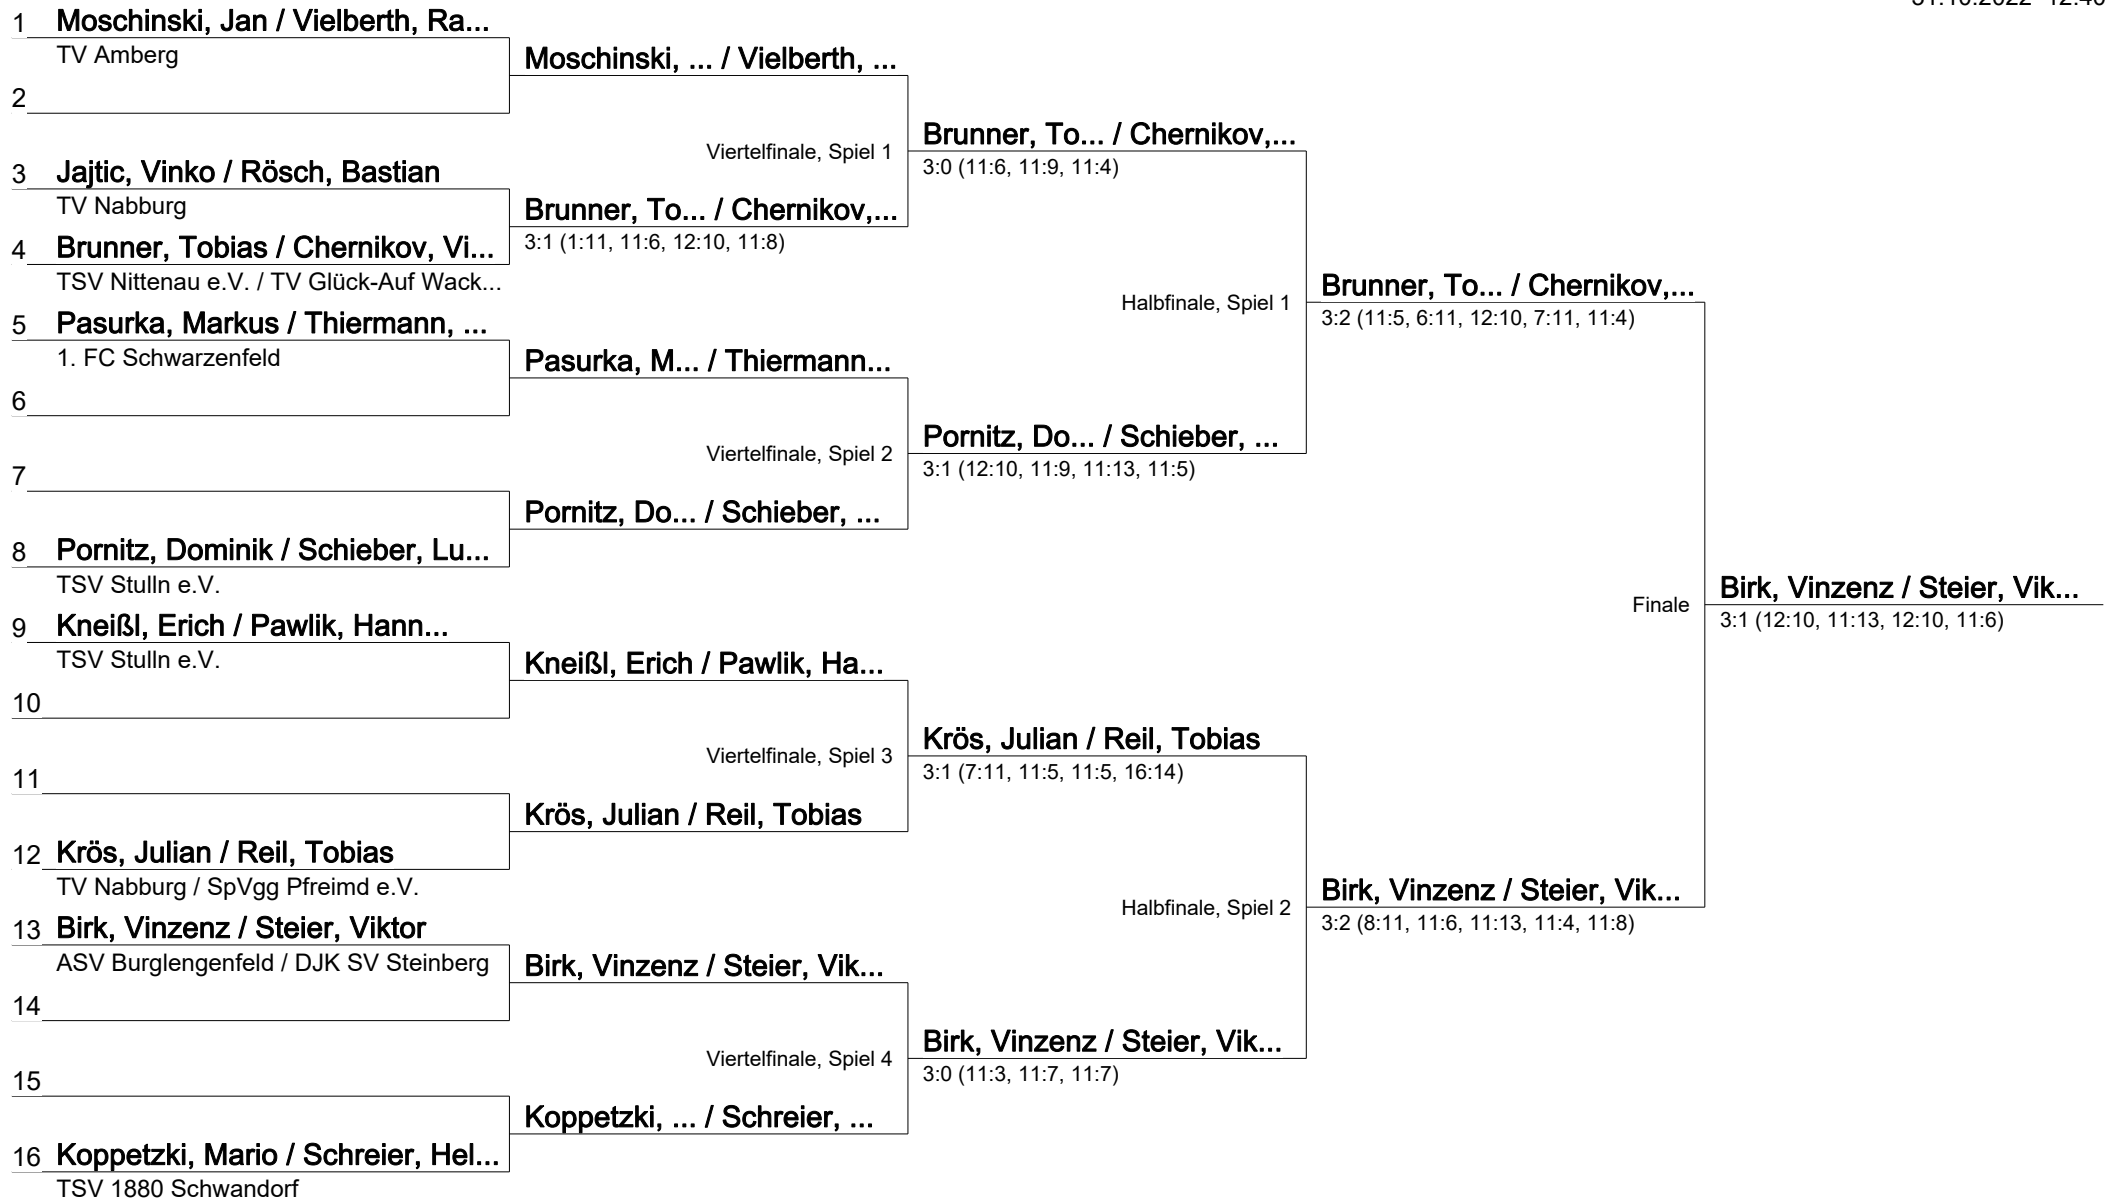 31.10.2022 12:40
1 Moschinski, Jan / Vielberth, Ra...
TV Amberg
Moschinski, ... / Vielberth, ...
2
Viertelfinale, Spiel 1
Brunner, To... / Chernikov,...
3:0 (11:6, 11:9, 11:4)
3 Jajtic, Vinko / Rösch, Bastian
TV Nabburg
Brunner, To... / Chernikov,...
3:1 (1:11, 11:6, 12:10, 11:8)
4 Brunner, Tobias / Chernikov, Vi...
TSV Nittenau e.V. / TV Glück-Auf Wack...
Halbfinale, Spiel 1
Brunner, To... / Chernikov,...
3:2 (11:5, 6:11, 12:10, 7:11, 11:4)
5 Pasurka, Markus / Thiermann, ...
1. FC Schwarzenfeld
Pasurka, M... / Thiermann...
6
Viertelfinale, Spiel 2
Pornitz, Do... / Schieber, ...
3:1 (12:10, 11:9, 11:13, 11:5)
7
Pornitz, Do... / Schieber, ...
8 Pornitz, Dominik / Schieber, Lu...
TSV Stulln e.V.
Finale
Birk, Vinzenz / Steier, Vik...
3:1 (12:10, 11:13, 12:10, 11:6)
9 Kneißl, Erich / Pawlik, Hann...
TSV Stulln e.V.
Kneißl, Erich / Pawlik, Ha...
10
Viertelfinale, Spiel 3
Krös, Julian / Reil, Tobias
3:1 (7:11, 11:5, 11:5, 16:14)
11
Krös, Julian / Reil, Tobias
12 Krös, Julian / Reil, Tobias
TV Nabburg / SpVgg Pfreimd e.V.
Halbfinale, Spiel 2
Birk, Vinzenz / Steier, Vik...
3:2 (8:11, 11:6, 11:13, 11:4, 11:8)
13 Birk, Vinzenz / Steier, Viktor
ASV Burglengenfeld / DJK SV Steinberg
Birk, Vinzenz / Steier, Vik...
14
Viertelfinale, Spiel 4
Birk, Vinzenz / Steier, Vik...
3:0 (11:3, 11:7, 11:7)
15
Koppetzki, ... / Schreier, ...
16 Koppetzki, Mario / Schreier, Hel...
TSV 1880 Schwandorf